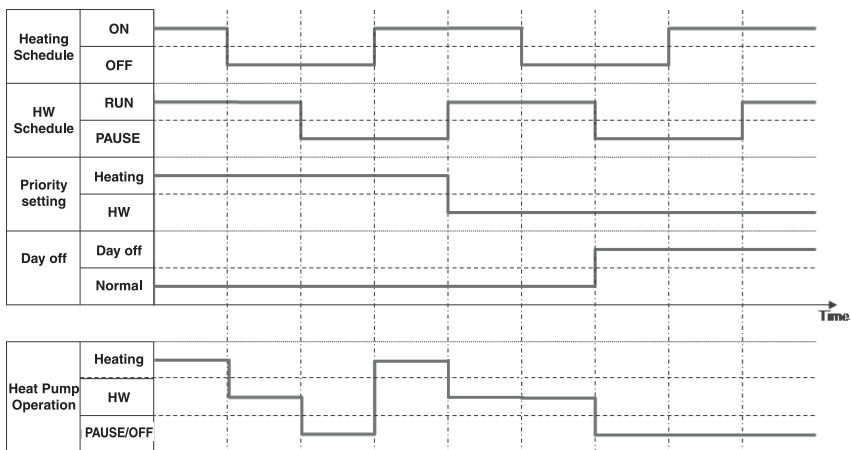 Heating
Schedule
ON
OFF
HW
Schedule
RUN
PAUSE
Priority
setting
Heating
HW
Day off
Day off
Normal
Time
Heat Pump
Operation
Heating
HW
PAUSE/OFF